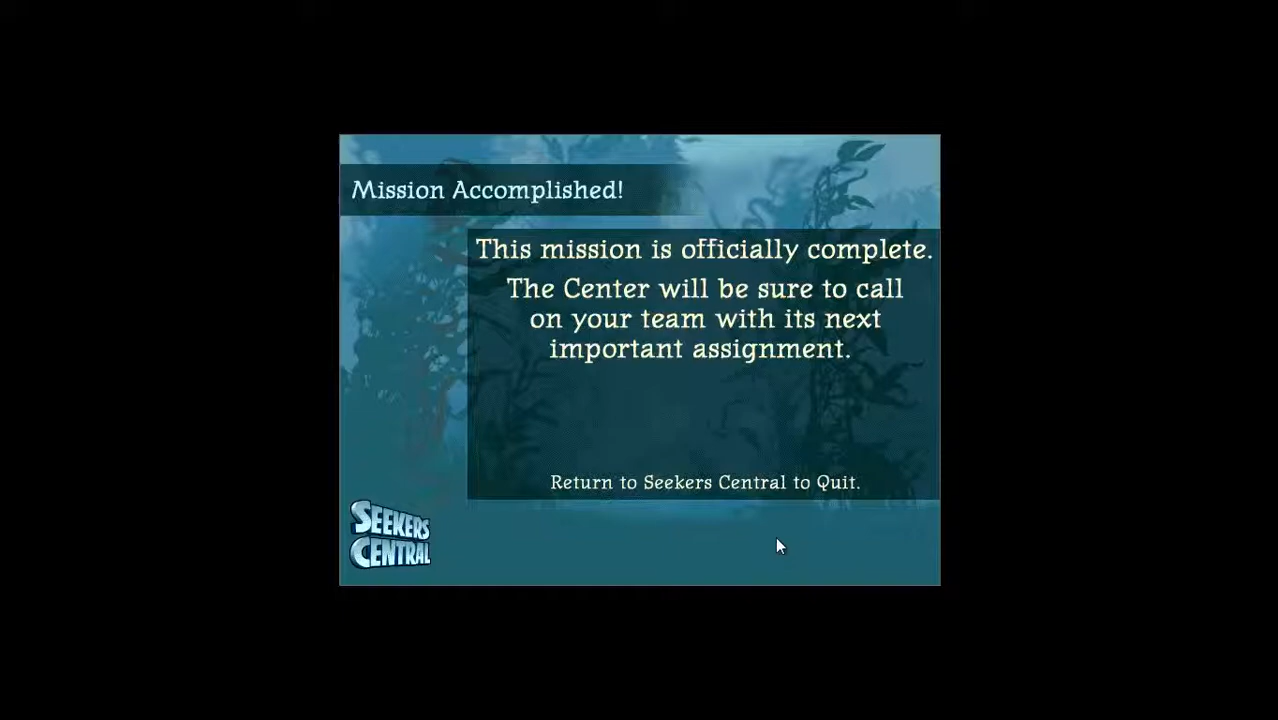 Mission Accomplished!
This mission is officially complete.
The Center will be sure to call
on your team with its next
important assignment.
Return to Seekers Central to Quit.
SEEKERS
CENTRAL